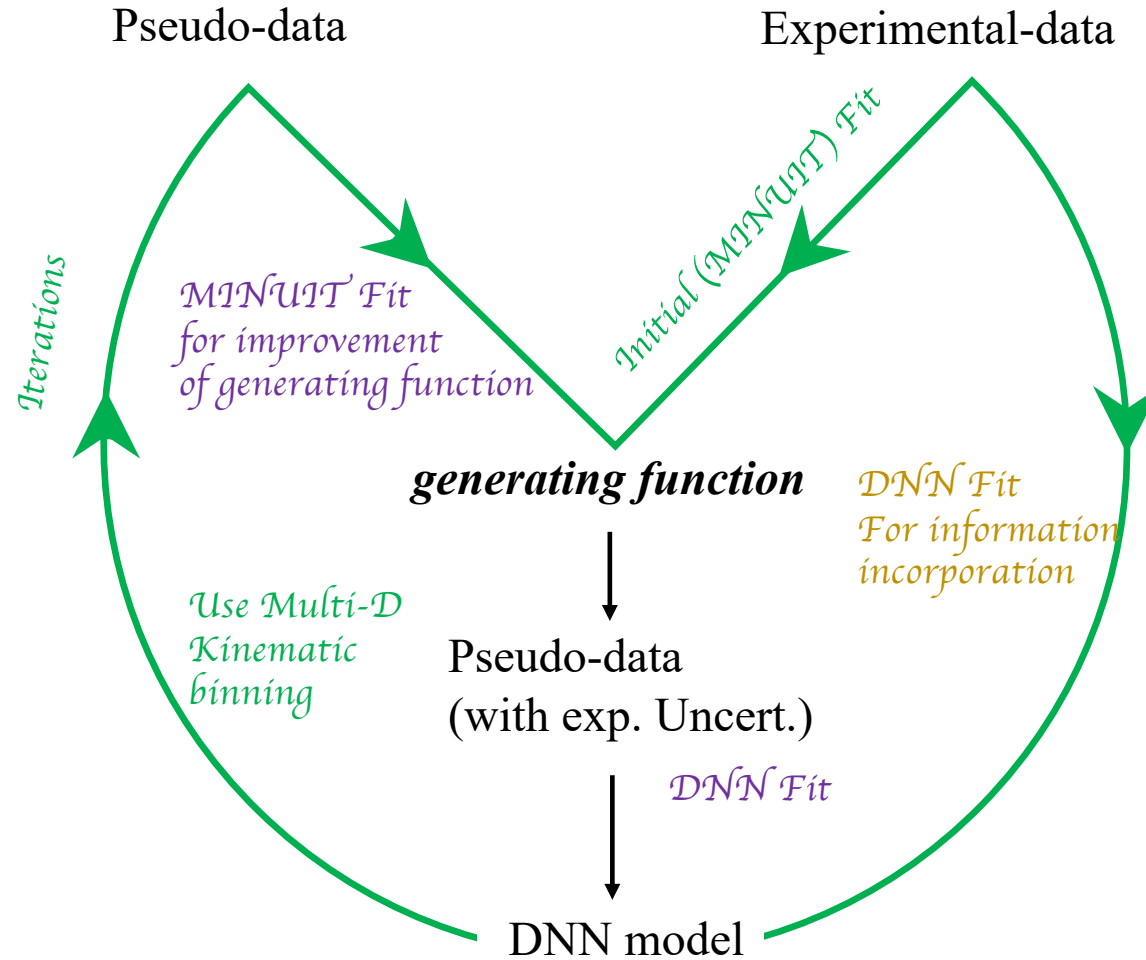 Pseudo-data
Experimental-data
Initial (MINUIT) Fit
Iterations
MINUIT Fit
for improvement
of generating function
generating function
DNN Fit
For information
incorporation
Use Multi-D
Kinematic
binning
Pseudo-data
(with exp. Uncert.)
DNN Fit
DNN model